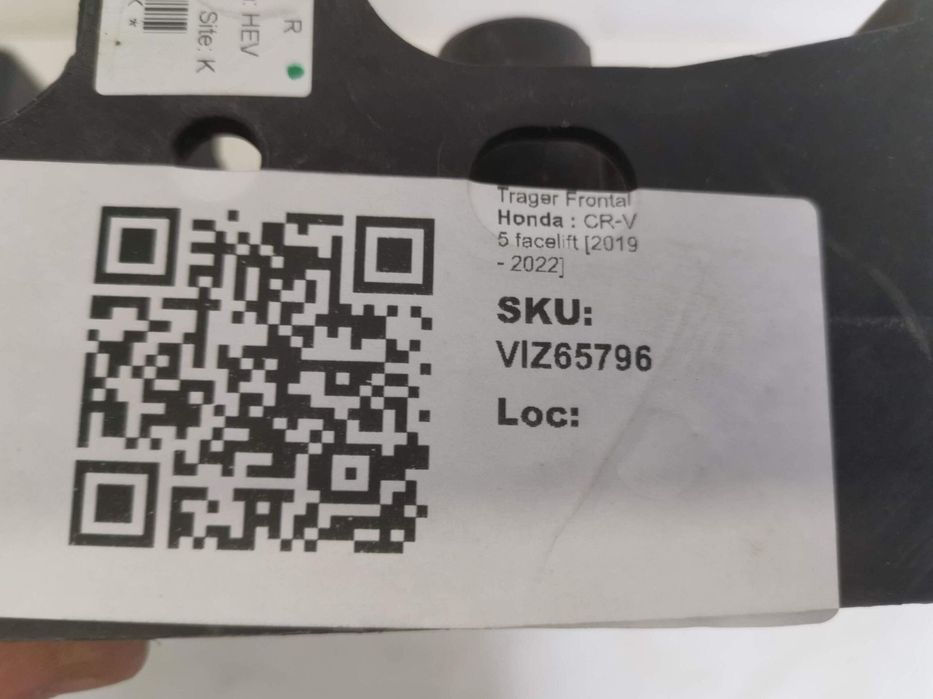 R
: HEV
Site: K
K*
Trager Frontal
Honda : CR-V
5 facelift [2019
- 2022]
SKU:
VIZ65796
Loc: